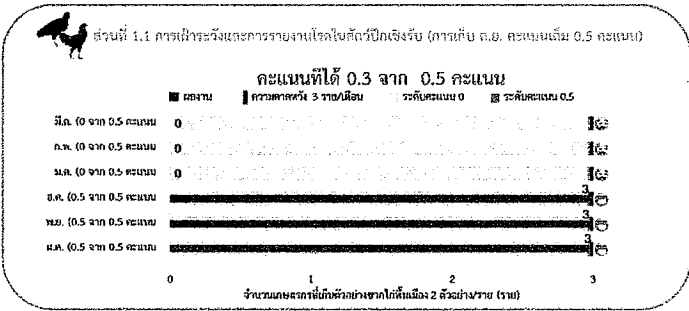 ส่วนที่ 1.1 การเฝ้าระวังและการรายงานโรคในสัตว์ปีกเชิงรับ (การเก็บ ต.ย. คะแนนเต็ม 0.5 คะแนน)
คะแนนที่ได้ 0.3 จาก 0.5 คะแนน
ผลงาน ความคาดหวัง 3 ราย/เดือน ระดับคะแนน 0 ระดับคะแนน 0.5
มี.ค. (0 จาก 0.5 คะแนน 0
ก.พ. (0 จาก 0.5 คะแนน 0
ม.ค. (0 จาก 0.5 คะแนน 0
ธ.ค. (0.5 จาก 0.5 คะแนน 3
พ.ย. (0.5 จาก 0.5 คะแนน 3
ต.ค. (0.5 จาก 0.5 คะแนน 3
0 1 2 3
จำนวนเกษตรกรที่เก็บตัวอย่างซากไก่พื้นเมือง 2 ตัวอย่าง/ราย (ราย)